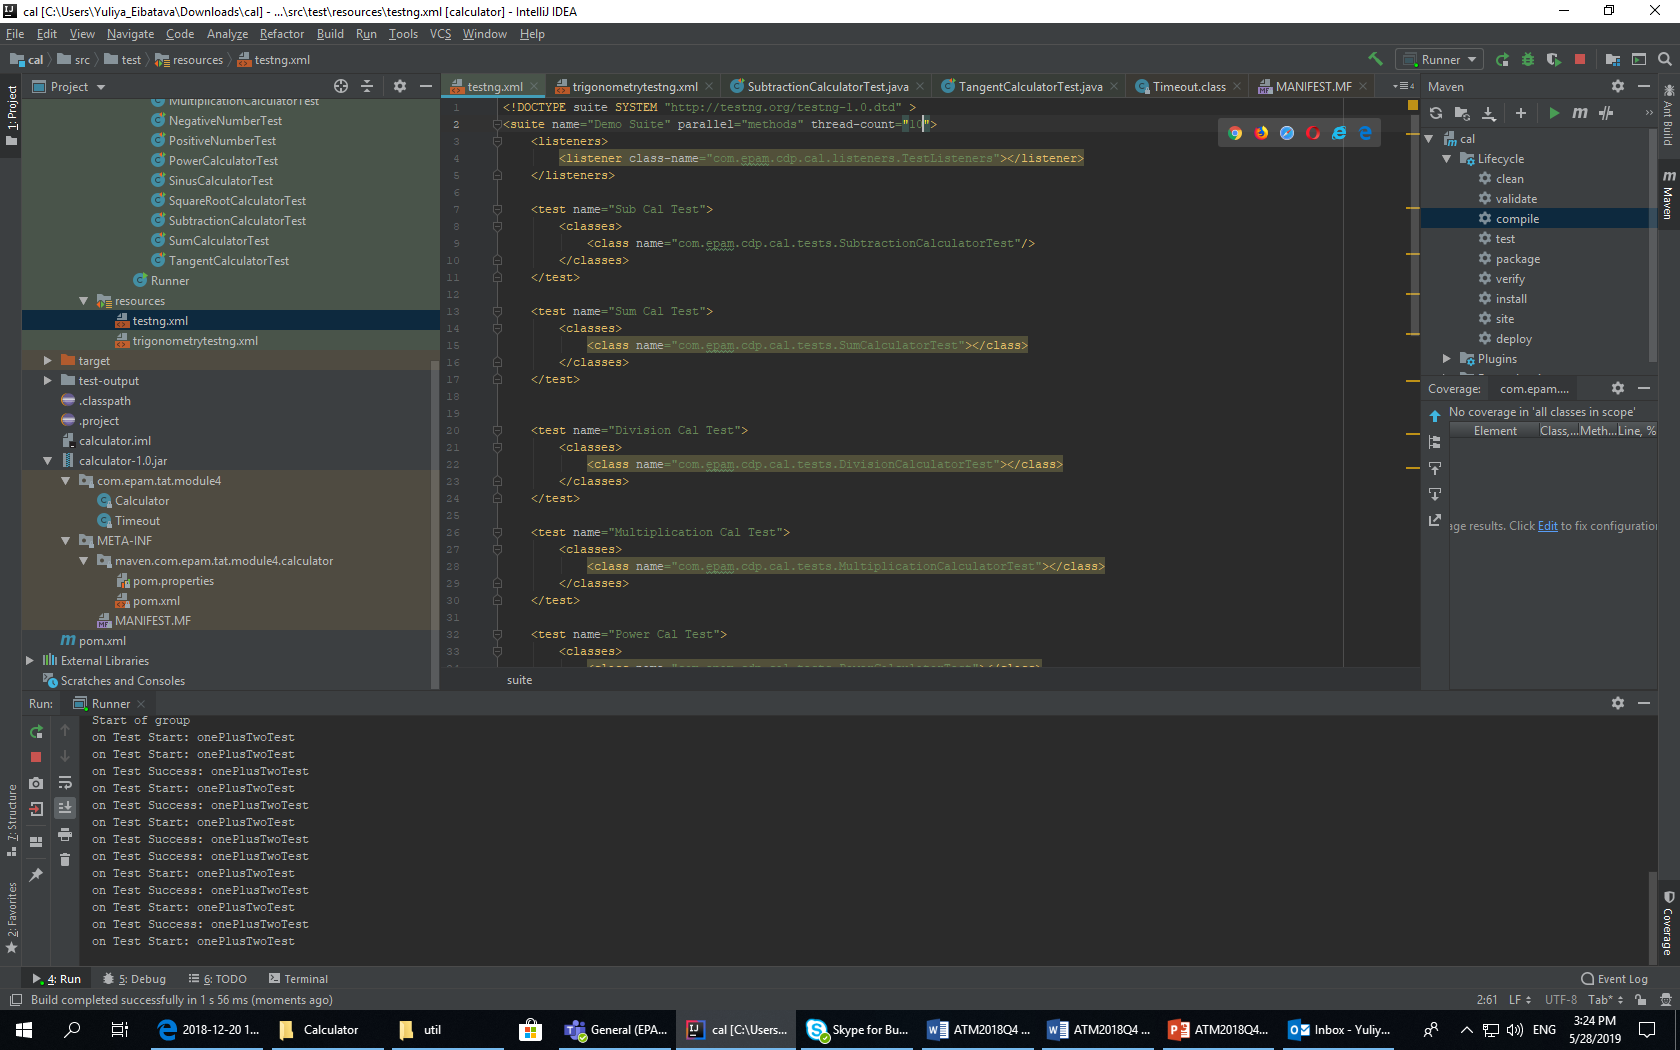 cal [C:\Users\Yuliya_Eibatava\Downloads\cal] - ...\src\test\resources\testng.xml [calculator] - IntelliJ IDEA
File Edit View Navigate Code Analyze Refactor Build Run Tools VCS Window Help
cal src test resources testng.xml
Runner
Project
testng.xml trigonometrytestng.xml SubtractionCalculatorTest.java TangentCalculatorTest.java Timeout.class MANIFEST.MF
4
Maven
1: Project
MultiplicationCalculatorTest
NegativeNumberTest
PositiveNumberTest
PowerCalculatorTest
SinusCalculatorTest
SquareRootCalculatorTest
SubtractionCalculatorTest
SumCalculatorTest
TangentCalculatorTest
Runner
resources
testng.xml
trigonometrytestng.xml
target
test-output
.classpath
.project
calculator.iml
calculator-1.0.jar
com.epam.tat.module4
Calculator
Timeout
META-INF
maven.com.epam.tat.module4.calculator
pom.properties
pom.xml
MANIFEST.MF
pom.xml
External Libraries
Scratches and Consoles
1 <!DOCTYPE suite SYSTEM "http://testng.org/testng-1.0.dtd" >
2 <suite name="Demo Suite" parallel="methods" thread-count="10">
3 <listeners>
4 <listener class-name="com.epam.cdp.cal.listeners.TestListeners"></listener>
5 </listeners>
6
7 <test name="Sub Cal Test">
8 <classes>
9 <class name="com.epam.cdp.cal.tests.SubtractionCalculatorTest"/>
10 </classes>
11 </test>
12
13 <test name="Sum Cal Test">
14 <classes>
15 <class name="com.epam.cdp.cal.tests.SumCalculatorTest"></class>
16 </classes>
17 </test>
18
19
20 <test name="Division Cal Test">
21 <classes>
22 <class name="com.epam.cdp.cal.tests.DivisionCalculatorTest"></class>
23 </classes>
24 </test>
25
26 <test name="Multiplication Cal Test">
27 <classes>
28 <class name="com.epam.cdp.cal.tests.MultiplicationCalculatorTest"></class>
29 </classes>
30 </test>
31
32 <test name="Power Cal Test">
33 <classes>
<class name="com.epam.cdp.cal.tests.PowerCalculatorTest"></class>
suite
cal
Lifecycle
clean
validate
compile
test
package
verify
install
site
deploy
Plugins
Coverage: com.epam....
No coverage in 'all classes in scope'
Element Class,... Meth... Line, %
age results. Click Edit to fix configuration
Ant Build
Maven
Coverage
Run: Runner
Start of group
on Test Start: onePlusTwoTest
on Test Start: onePlusTwoTest
on Test Success: onePlusTwoTest
on Test Start: onePlusTwoTest
on Test Success: onePlusTwoTest
on Test Start: onePlusTwoTest
on Test Success: onePlusTwoTest
on Test Success: onePlusTwoTest
on Test Start: onePlusTwoTest
on Test Success: onePlusTwoTest
on Test Start: onePlusTwoTest
on Test Success: onePlusTwoTest
on Test Start: onePlusTwoTest
7: Structure
2: Favorites
4: Run 5: Debug 6: TODO Terminal Event Log
Build completed successfully in 1 s 56 ms (moments ago) 2:61 LF UTF-8 Tab*
2018-12-20 1... Calculator util General (EPA... cal [C:\Users... Skype for Bu... ATM2018Q4 ... ATM2018Q4 ... ATM2018Q4... Inbox - Yuliy... ENG 3:24 PM
5/28/2019